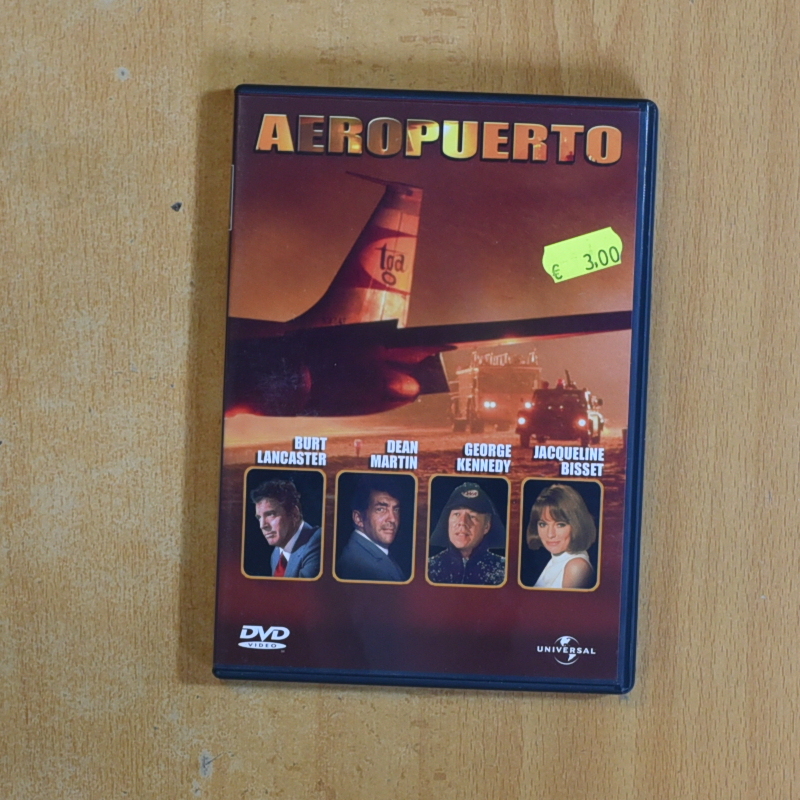 AEROPUERTO
tga
€ 3,00
BURT
LANCASTER
DEAN
MARTIN
GEORGE
KENNEDY
JACQUELINE
BISSET
DVD
VIDEO
UNIVERSAL